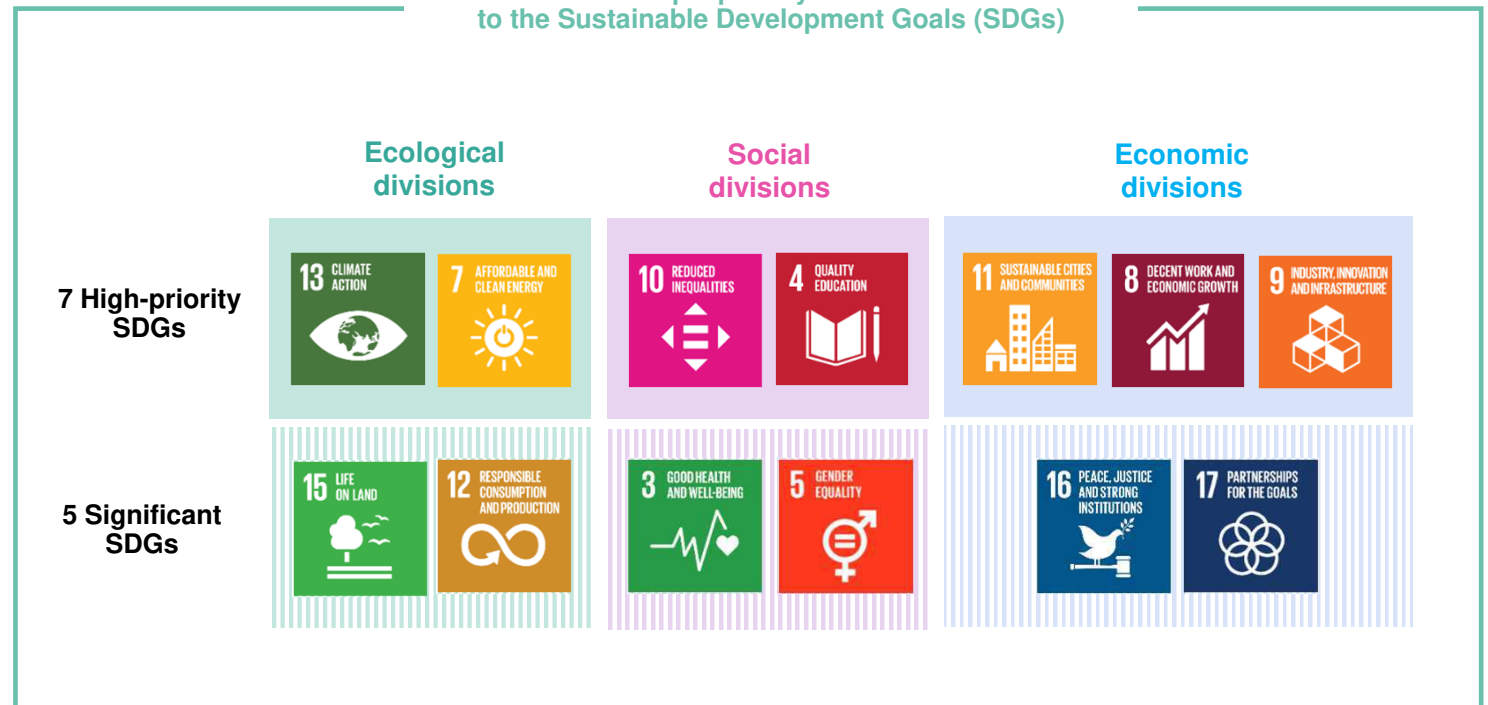 to the Sustainable Development Goals (SDGs)
Ecological
divisions
Social
divisions
Economic
divisions
7 High-priority
SDGs
13 CLIMATE
ACTION
7 AFFORDABLE AND
CLEAN ENERGY
10 REDUCED
INEQUALITIES
4 QUALITY
EDUCATION
11 SUSTAINABLE CITIES
AND COMMUNITIES
8 DECENT WORK AND
ECONOMIC GROWTH
9 INDUSTRY, INNOVATION
AND INFRASTRUCTURE
5 Significant
SDGs
15 LIFE
ON LAND
12 RESPONSIBLE
CONSUMPTION
AND PRODUCTION
3 GOOD HEALTH
AND WELL-BEING
5 GENDER
EQUALITY
16 PEACE, JUSTICE
AND STRONG
INSTITUTIONS
17 PARTNERSHIPS
FOR THE GOALS